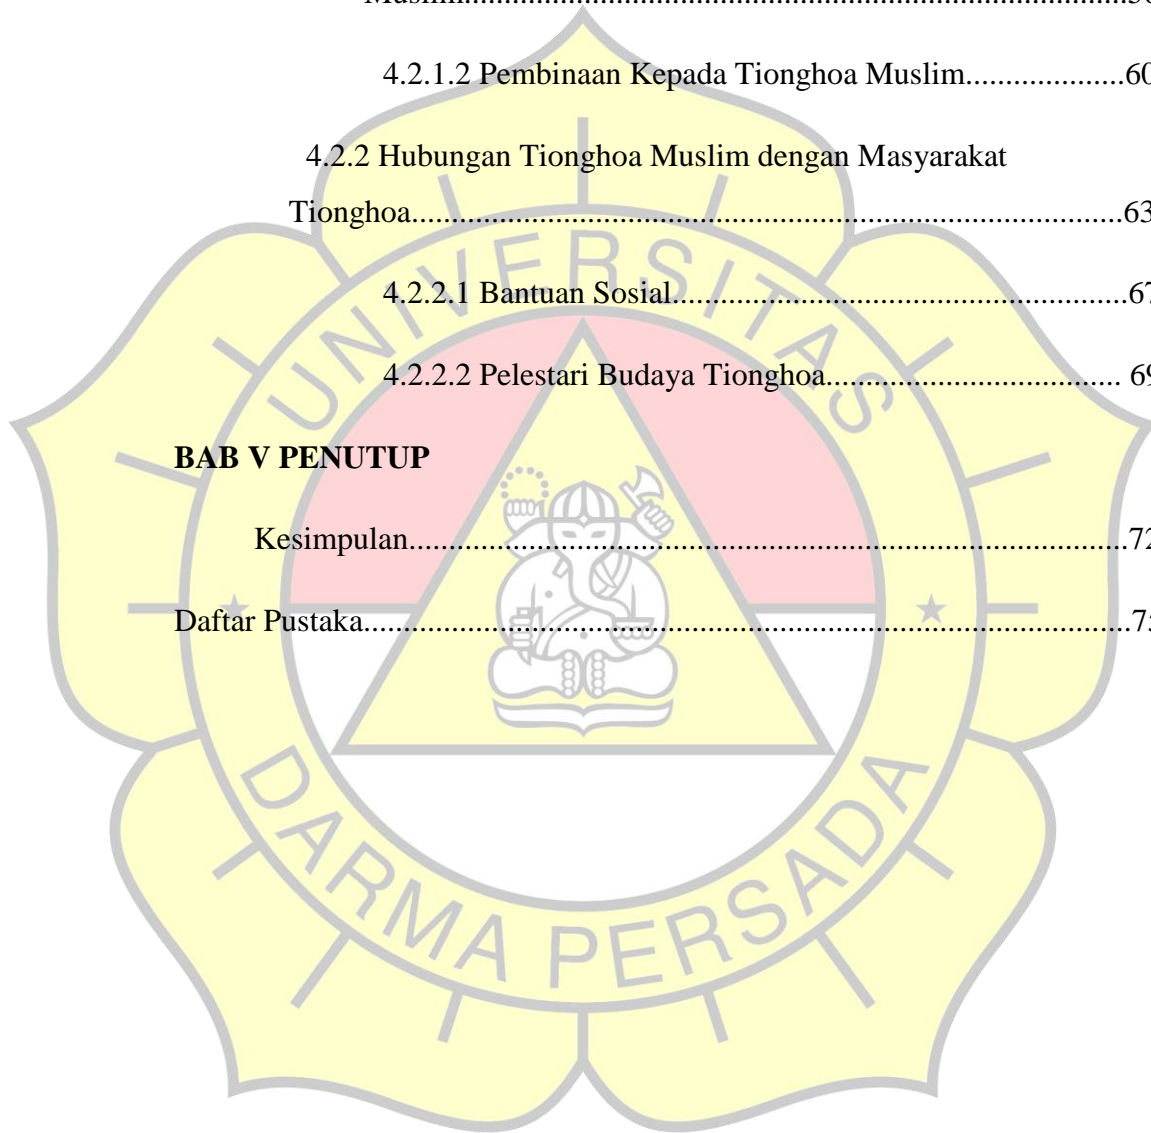 4.2.1.2 Pembinaan Kepada Tionghoa Muslim....................60
4.2.2 Hubungan Tionghoa Muslim dengan Masyarakat
Tionghoa.........................................................................................63
4.2.2.1 Bantuan Sosial.........................................................67
4.2.2.2 Pelestari Budaya Tionghoa..................................... 69
BAB V PENUTUP
Kesimpulan..........................................................................................72
Daftar Pustaka................................................................................................
UNIVERSITAS
DARMA PERSADA